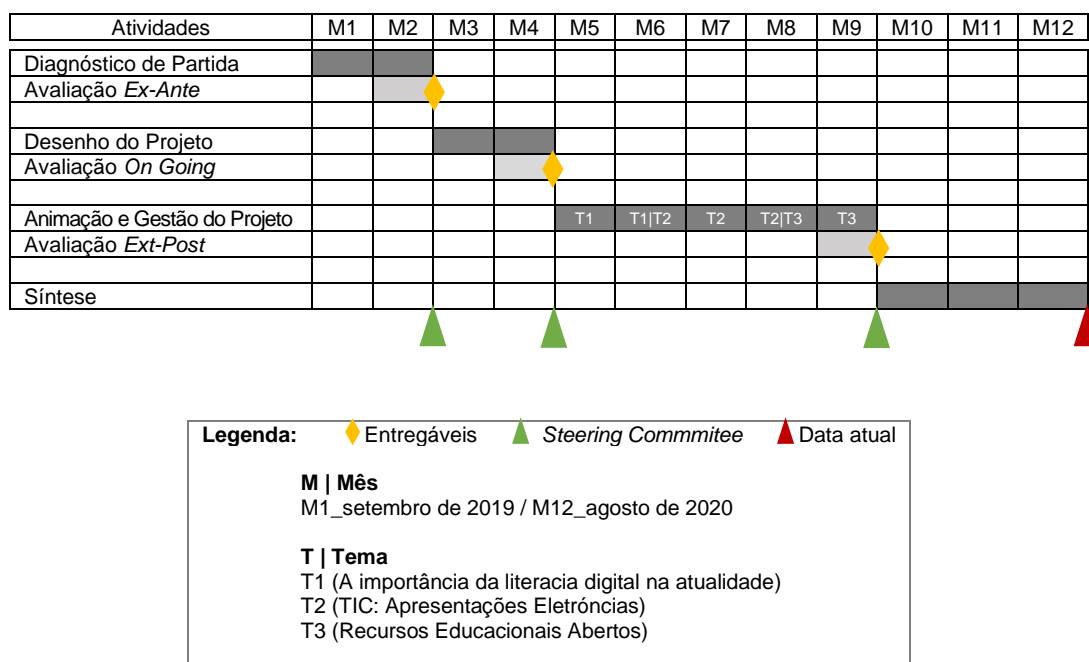 Atividades M1 M2 M3 M4 M5 M6 M7 M8 M9 M10 M11 M12
Diagnóstico de Partida
Avaliação Ex-Ante
Desenho do Projeto
Avaliação On Going
Animação e Gestão do Projeto T1 T1|T2 T2 T2|T3 T3
Avaliação Ext-Post
Síntese
Legenda: Entregáveis Steering Commmitee Data atual
M | Mês
M1_setembro de 2019 / M12_agosto de 2020
T | Tema
T1 (A importância da literacia digital na atualidade)
T2 (TIC: Apresentações Eletróncias)
T3 (Recursos Educacionais Abertos)